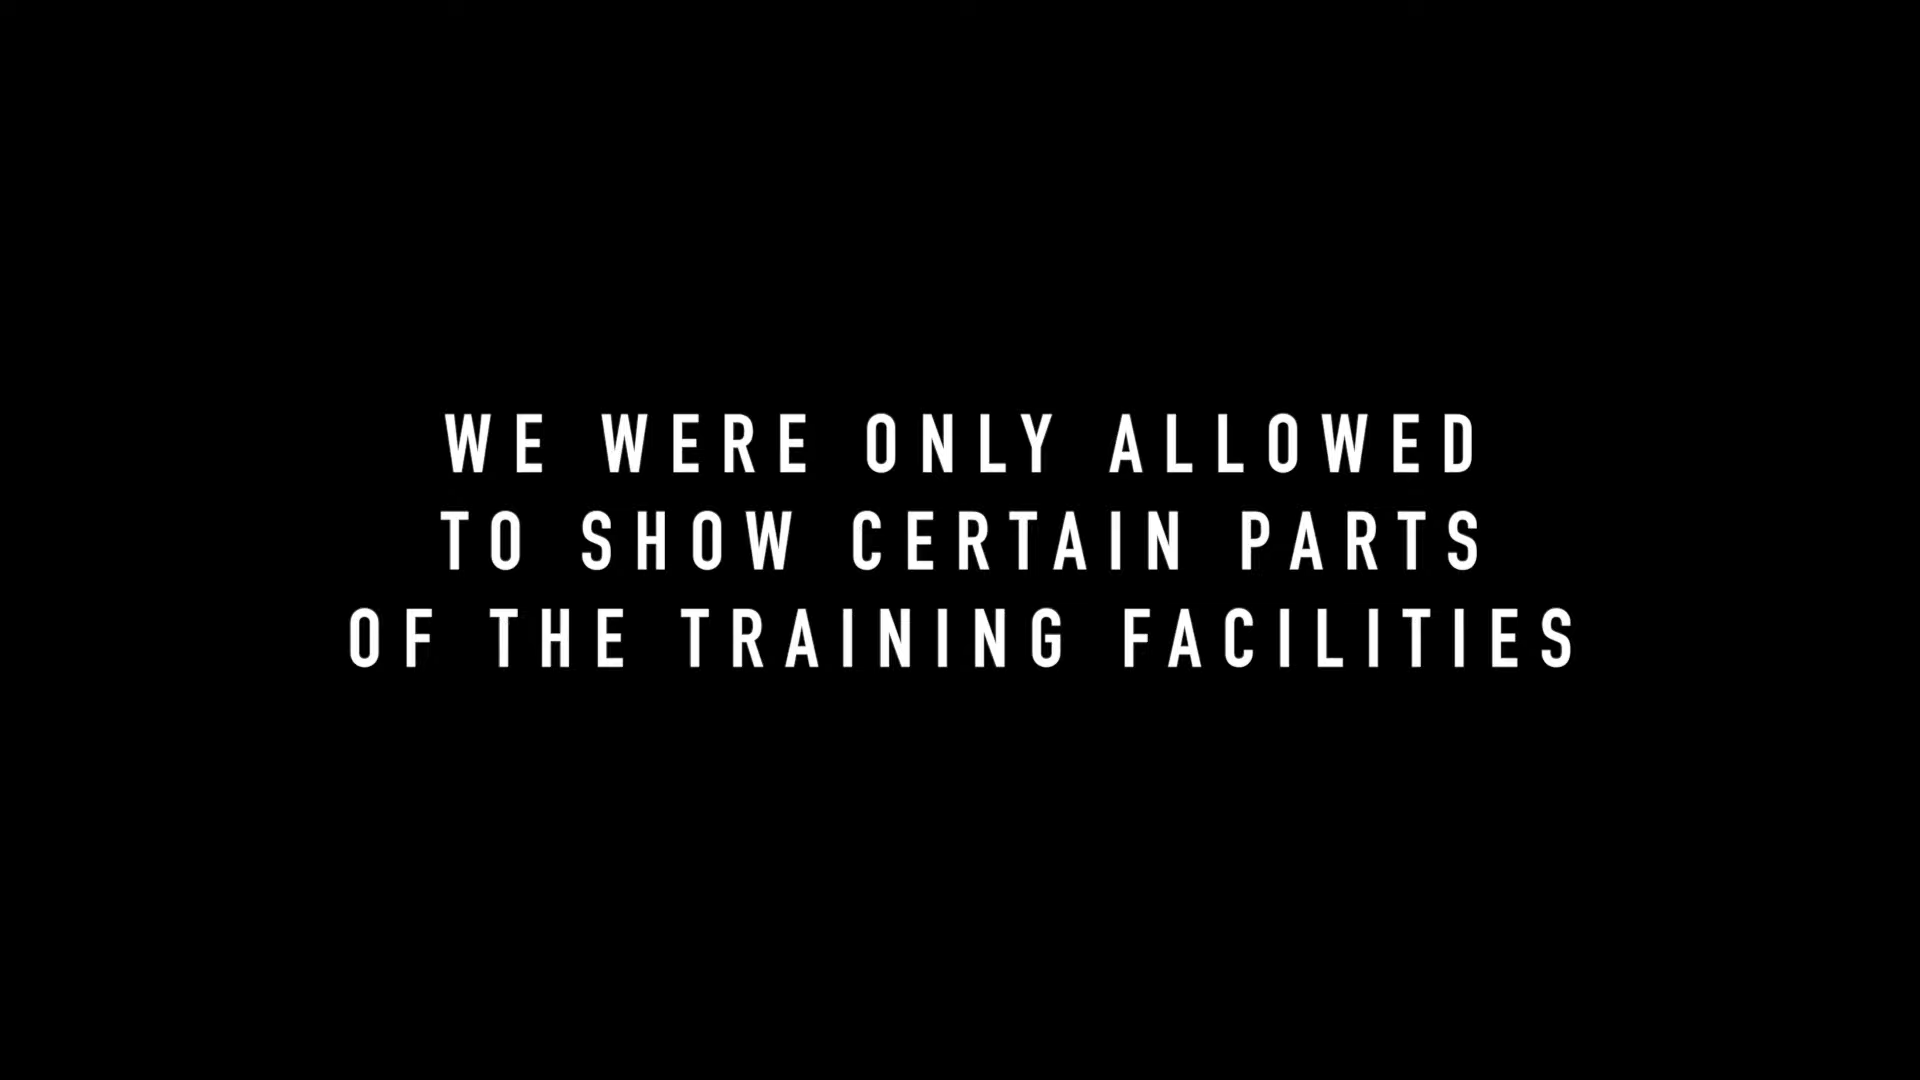 WE WERE ONLY ALLOWED
TO SHOW CERTAIN PARTS
OF THE TRAINING FACILITIES